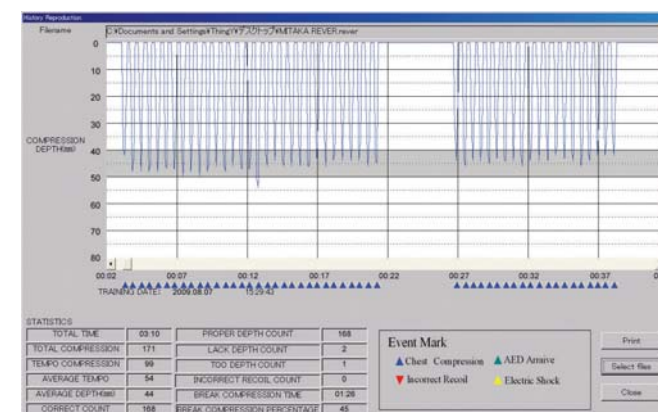 History Reproduction
Filename C:¥Documents and Settings¥ThingY¥デスクトップ¥MITAKA REVER.rever
0
10
20
30
COMPRESSION
DEPTH(mm)
40
50
60
70
80
00:02 00:07 00:12 00:17 00:22 00:27 00:32 00:37
TRAINING DATE: 2009.08.07 15:29:43
STATISTICS
TOTAL TIME 03:10 PROPER DEPTH COUNT 168
TOTAL COMPRESSION 171 LACK DEPTH COUNT 2
TEMPO COMPRESSION 99 TOO DEPTH COUNT 1
AVERAGE TEMPO 54 INCORRECT RECOIL COUNT 0
AVERAGE DEPTH(mm) 44 BREAK COMPRESSION TIME 01:26
CORRECT COUNT 168 BREAK COMPRESSION PERCENTAGE 45
Event Mark
Chest Compression AED Arraive
Incorrect Recoil Electric Shock
Print
Select files
Close